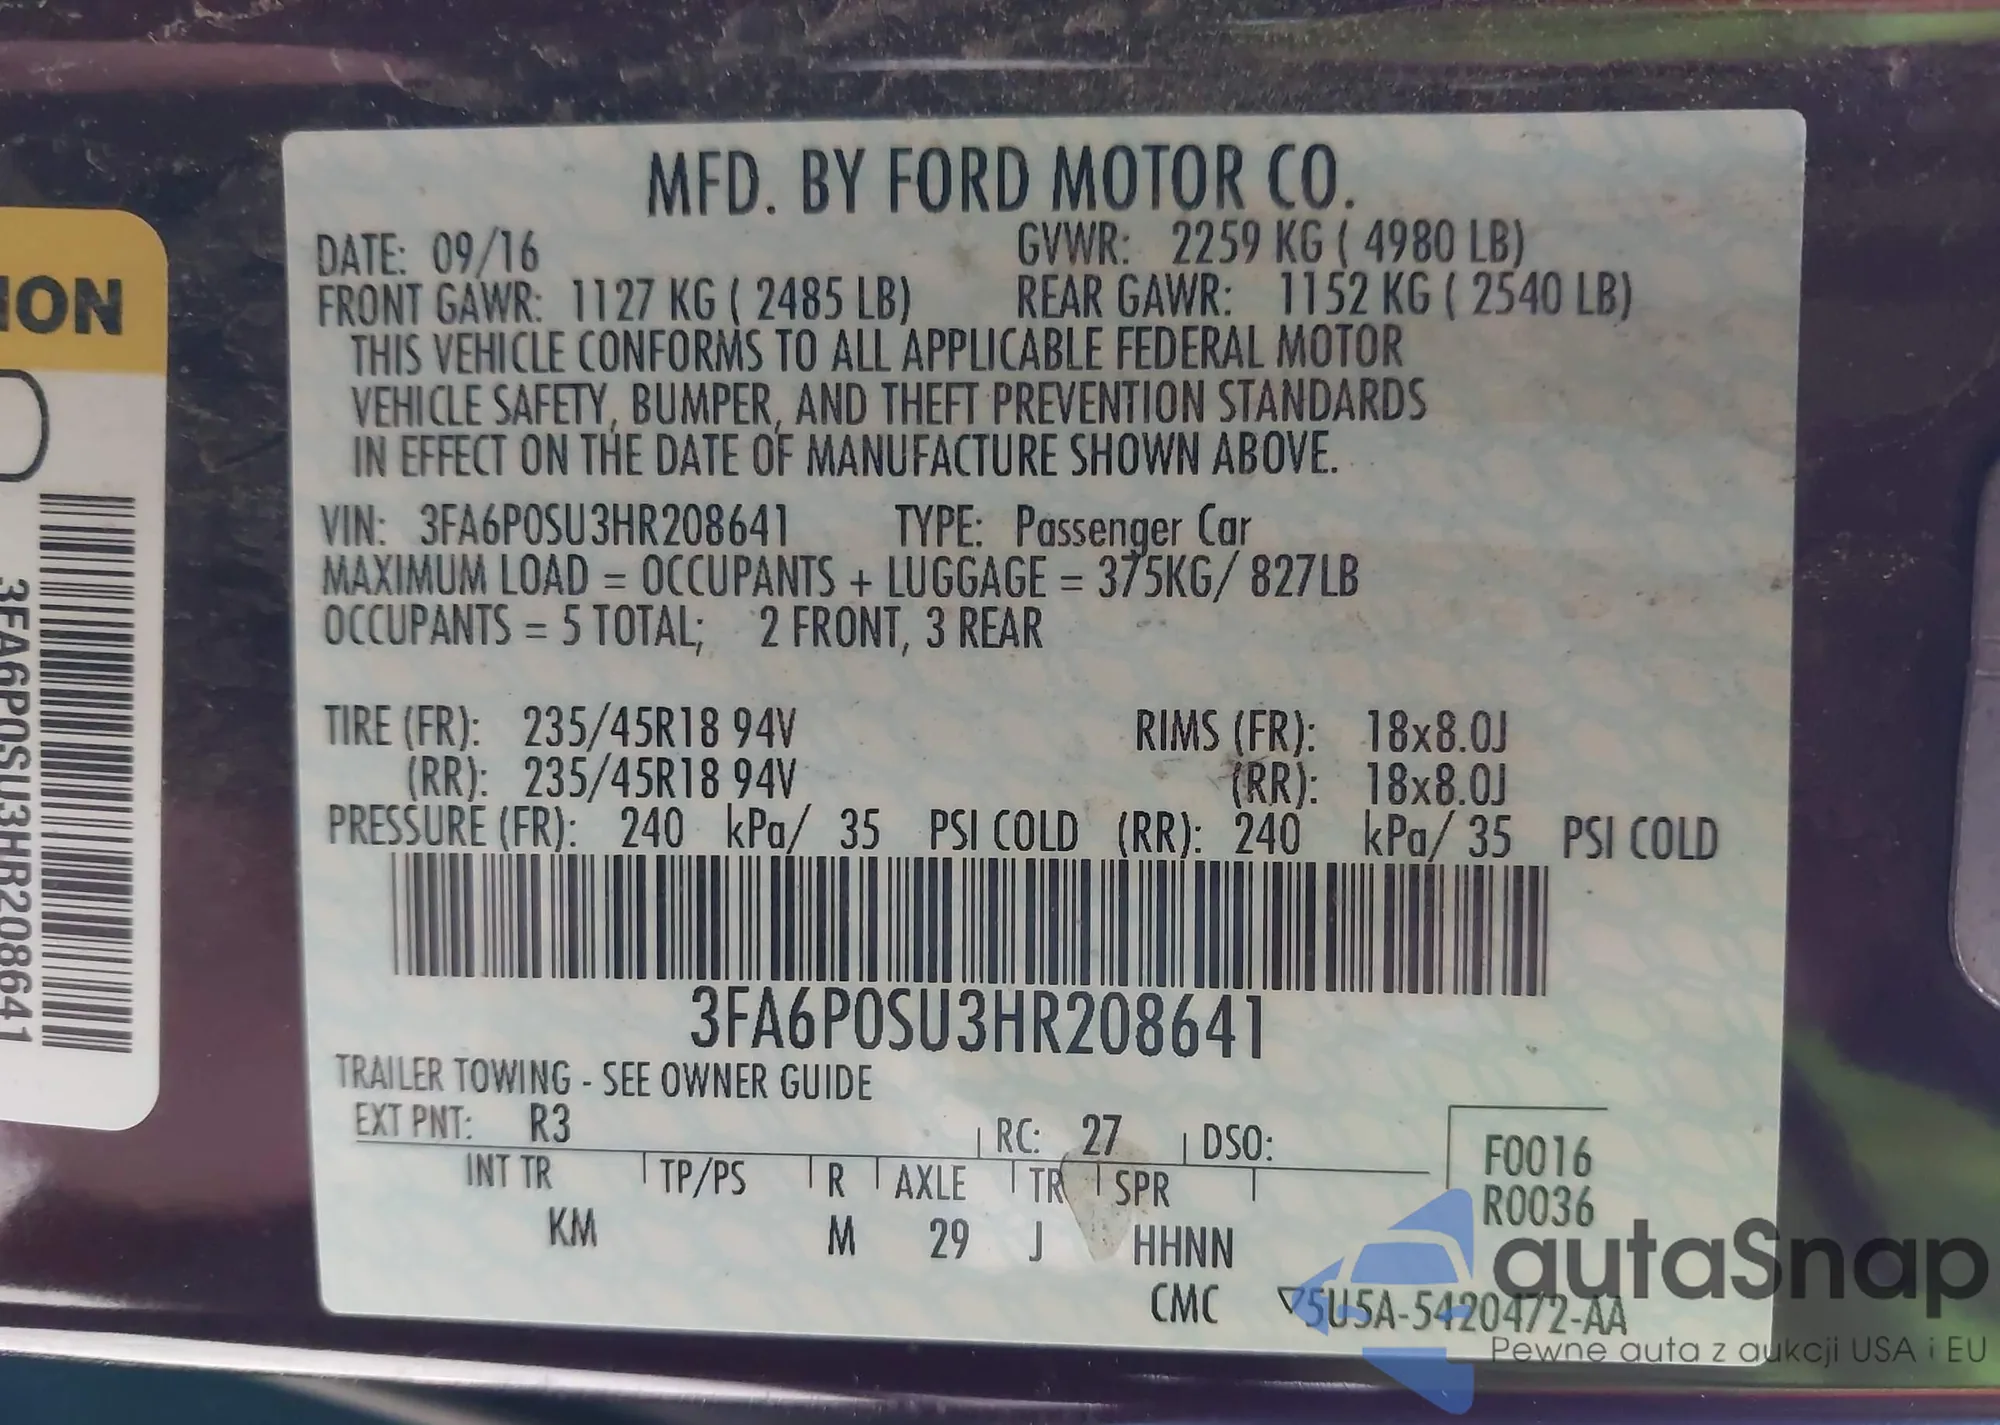 MFD. BY FORD MOTOR CO.
DATE: 09/16 GVWR: 2259 KG ( 4980 LB)
FRONT GAWR: 1127 KG ( 2485 LB) REAR GAWR: 1152 KG ( 2540 LB)
THIS VEHICLE CONFORMS TO ALL APPLICABLE FEDERAL MOTOR
VEHICLE SAFETY, BUMPER, AND THEFT PREVENTION STANDARDS
IN EFFECT ON THE DATE OF MANUFACTURE SHOWN ABOVE.
VIN: 3FA6P0SU3HR208641 TYPE: Passenger Car
MAXIMUM LOAD = OCCUPANTS + LUGGAGE = 375KG/ 827LB
OCCUPANTS = 5 TOTAL; 2 FRONT, 3 REAR
TIRE (FR): 235/45R18 94V RIMS (FR): 18x8.0J
(RR): 235/45R18 94V (RR): 18x8.0J
PRESSURE (FR): 240 kPa/ 35 PSI COLD (RR): 240 kPa/ 35 PSI COLD
3FA6P0SU3HR208641
TRAILER TOWING - SEE OWNER GUIDE
EXT PNT: R3 RC: 27 DSO:
INT TR TP/PS R AXLE TR SPR
KM M 29 J HHNN
F0016
R0036
CMC 5U5A-5420472-AA
ION
3FA6P0SU3HR208641
autaSnap
Pewne auta z aukcji USA i EU